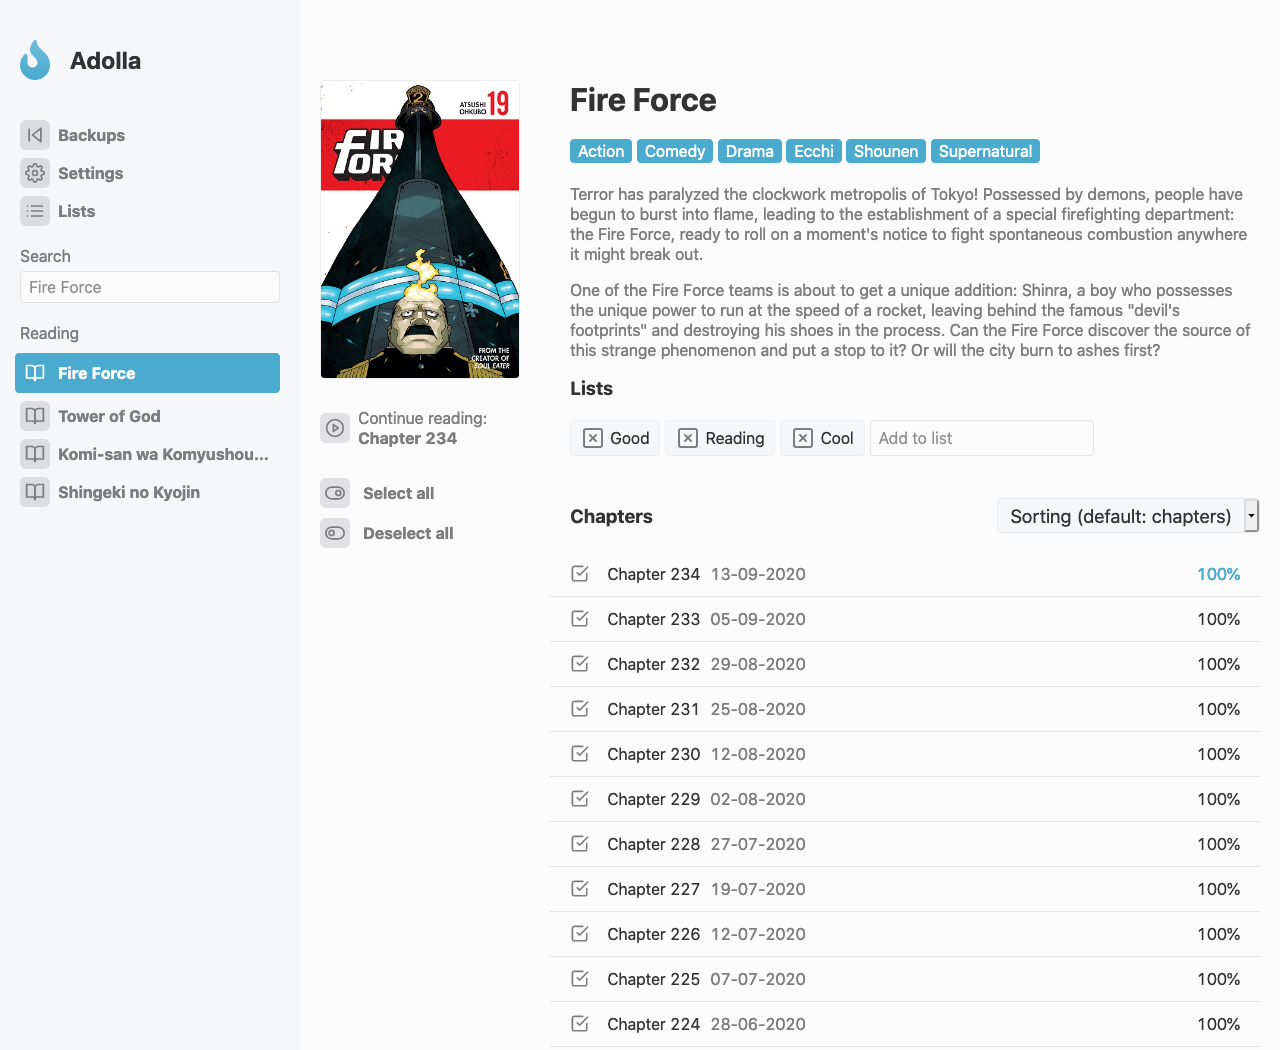 Adolla
Backups
Settings
Lists
Search
Fire Force
Reading
Fire Force
Tower of God
Komi-san wa Komyushou...
Shingeki no Kyojin
ATSUSHI
OHKUBO
19
FIR
FOR
2
FROM THE
CREATOR OF
SOUL EATER
Continue reading:
Chapter 234
Select all
Deselect all
Fire Force
Action Comedy Drama Ecchi Shounen Supernatural
Terror has paralyzed the clockwork metropolis of Tokyo! Possessed by demons, people have
begun to burst into flame, leading to the establishment of a special firefighting department:
the Fire Force, ready to roll on a moment's notice to fight spontaneous combustion anywhere
it might break out.
One of the Fire Force teams is about to get a unique addition: Shinra, a boy who possesses
the unique power to run at the speed of a rocket, leaving behind the famous "devil's
footprints" and destroying his shoes in the process. Can the Fire Force discover the source of
this strange phenomenon and put a stop to it? Or will the city burn to ashes first?
Lists
Good Reading Cool Add to list
Chapters Sorting (default: chapters)
Chapter 234 13-09-2020 100%
Chapter 233 05-09-2020 100%
Chapter 232 29-08-2020 100%
Chapter 231 25-08-2020 100%
Chapter 230 12-08-2020 100%
Chapter 229 02-08-2020 100%
Chapter 228 27-07-2020 100%
Chapter 227 19-07-2020 100%
Chapter 226 12-07-2020 100%
Chapter 225 07-07-2020 100%
Chapter 224 28-06-2020 100%